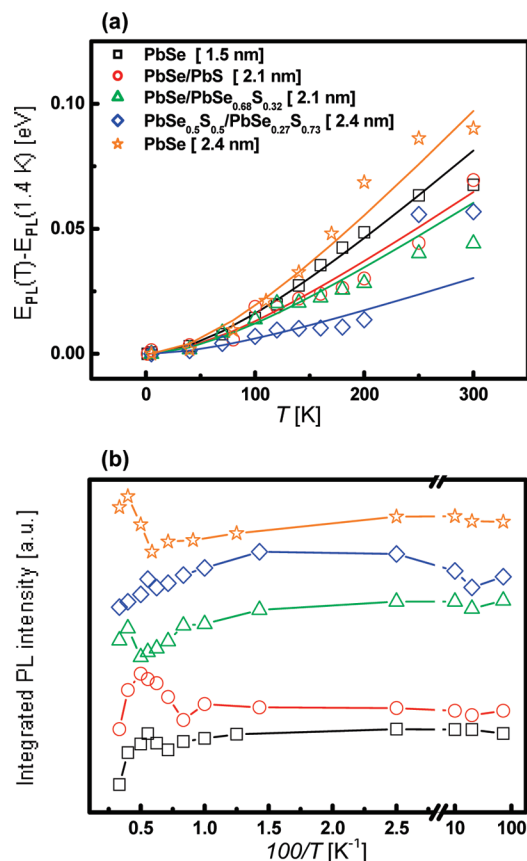 (a)
PbSe [ 1.5 nm]
PbSe/PbS [ 2.1 nm]
PbSe/PbSe0.68S0.32 [ 2.1 nm]
PbSe0.5S0.5/PbSe0.27S0.73 [ 2.4 nm]
PbSe [ 2.4 nm]
EPL(T)-EPL(1.4 K) [eV]
0.10
0.05
0.00
0 100 200 300
T [K]
(b)
Integrated PL intensity [a.u.]
0.5 1.0 1.5 2.0 2.5 10 100
100/T [K-1]